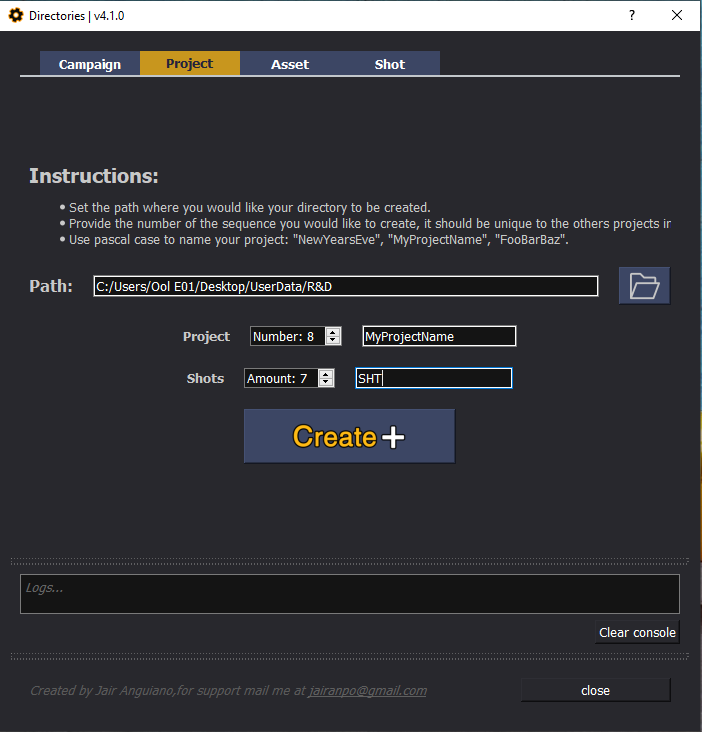 Directories | v4.1.0 ?
Campaign Project Asset Shot
Instructions:
• Set the path where you would like your directory to be created.
• Provide the number of the sequence you would like to create, it should be unique to the others projects ir
• Use pascal case to name your project: "NewYearsEve", "MyProjectName", "FooBarBaz".
Path: C:/Users/Ool E01/Desktop/UserData/R&D
Project Number: 8 MyProjectName
Shots Amount: 7 SHT
Create+
Logs...
Clear console
Created by Jair Anguiano,for support mail me at jairanpo@gmail.com close